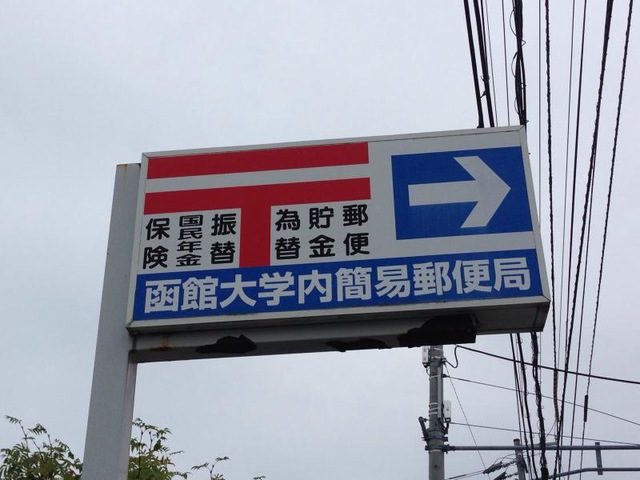 郵便
貯金
為替
振替
国民年金
保険
函館大学内簡易郵便局